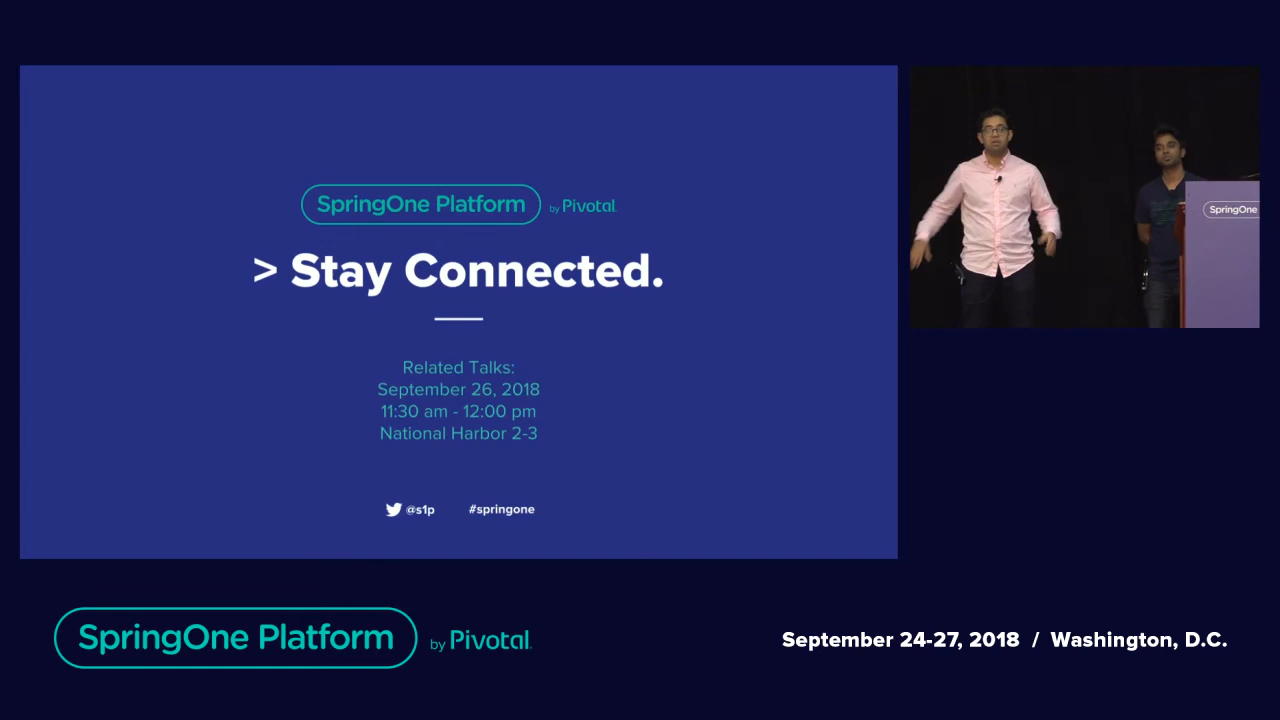 SpringOne Platform by Pivotal.
> Stay Connected.
Related Talks:
September 26, 2018
11:30 am - 12:00 pm
National Harbor 2-3
@s1p #springone
SpringOne
SpringOne Platform by Pivotal.
September 24-27, 2018 / Washington, D.C.